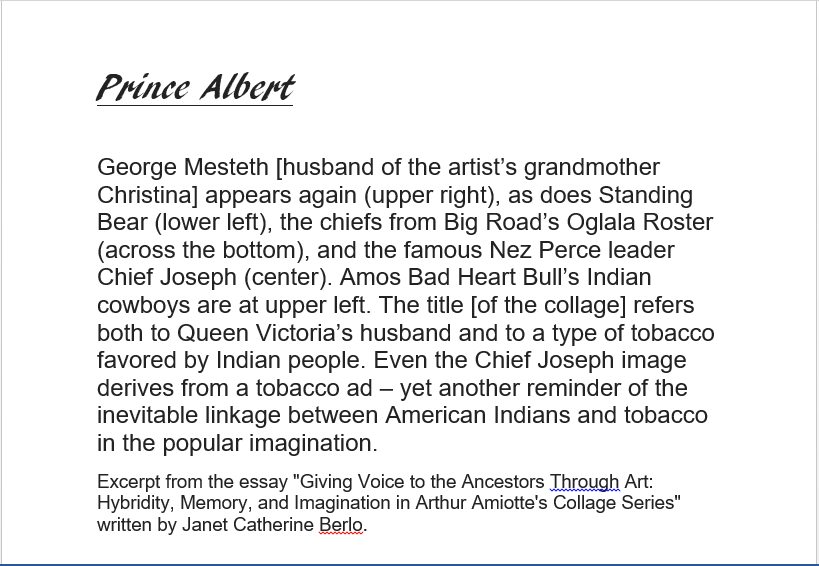 Prince Albert
George Mesteth [husband of the artist’s grandmother
Christina] appears again (upper right), as does Standing
Bear (lower left), the chiefs from Big Road’s Oglala Roster
(across the bottom), and the famous Nez Perce leader
Chief Joseph (center). Amos Bad Heart Bull’s Indian
cowboys are at upper left. The title [of the collage] refers
both to Queen Victoria’s husband and to a type of tobacco
favored by Indian people. Even the Chief Joseph image
derives from a tobacco ad – yet another reminder of the
inevitable linkage between American Indians and tobacco
in the popular imagination.
Excerpt from the essay "Giving Voice to the Ancestors Through Art:
Hybridity, Memory, and Imagination in Arthur Amiotte's Collage Series"
written by Janet Catherine Berlo.